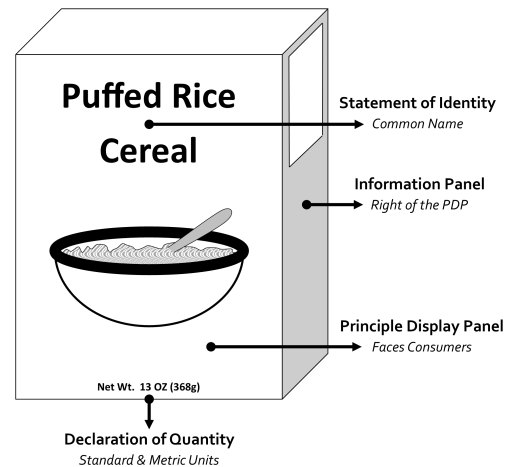 Puffed Rice
Cereal
Statement of Identity
Common Name
Information Panel
Right of the PDP
Principle Display Panel
Faces Consumers
Net Wt. 13 OZ (368g)
Declaration of Quantity
Standard & Metric Units